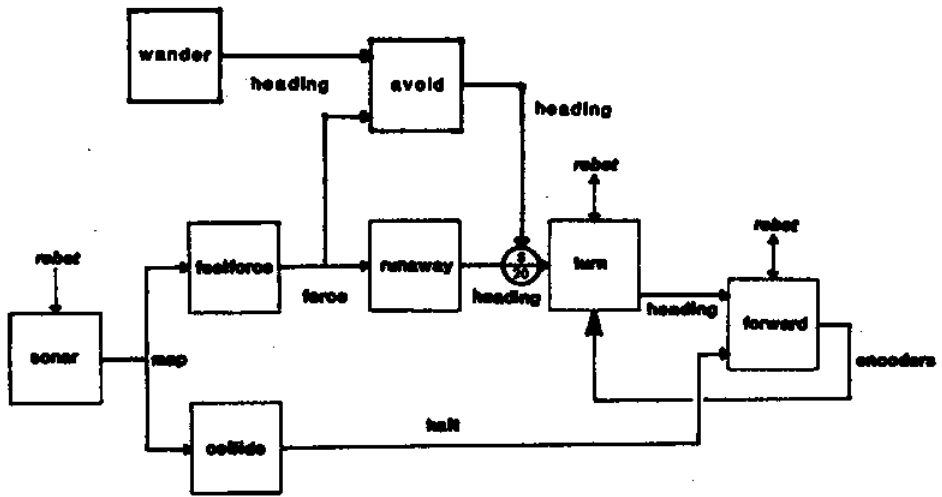 wander
heading
avoid
heading
robot
robot
feelforce
runaway
S
20
turn
robot
force
heading
heading
forward
sonar
map
encoders
collide
halt